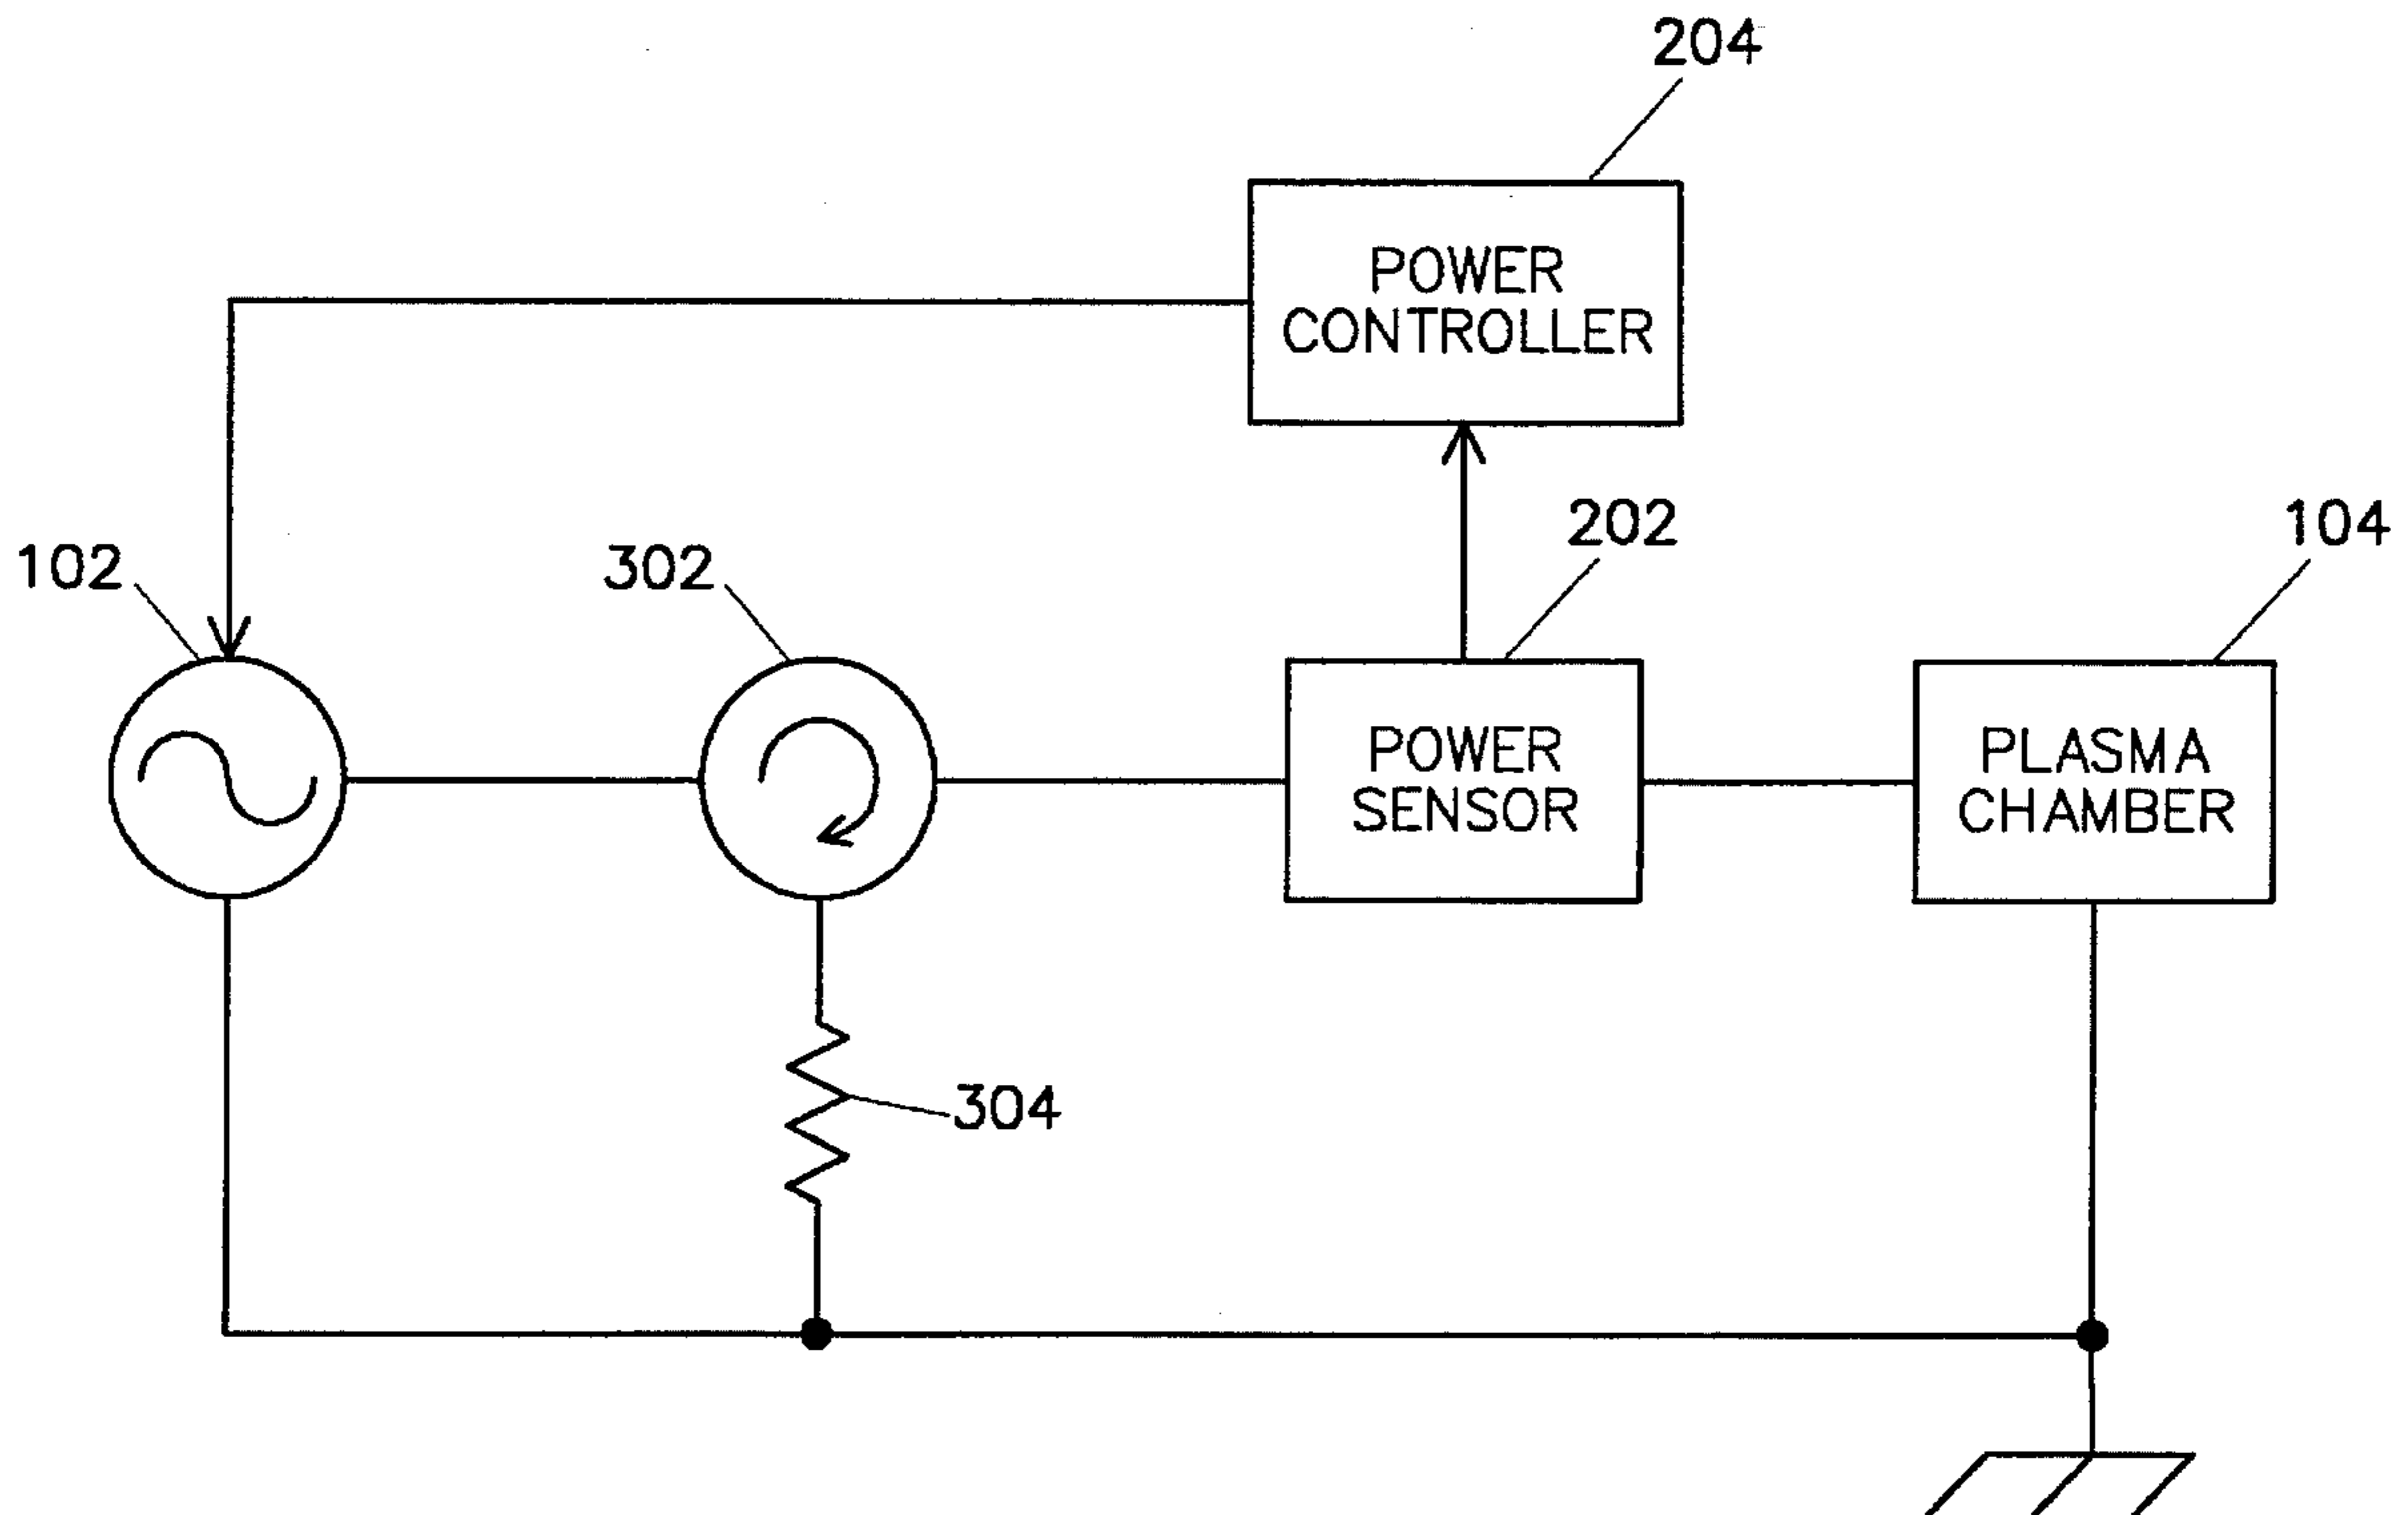 204
POWER
CONTROLLER
102
302
202
104
POWER
SENSOR
PLASMA
CHAMBER
304